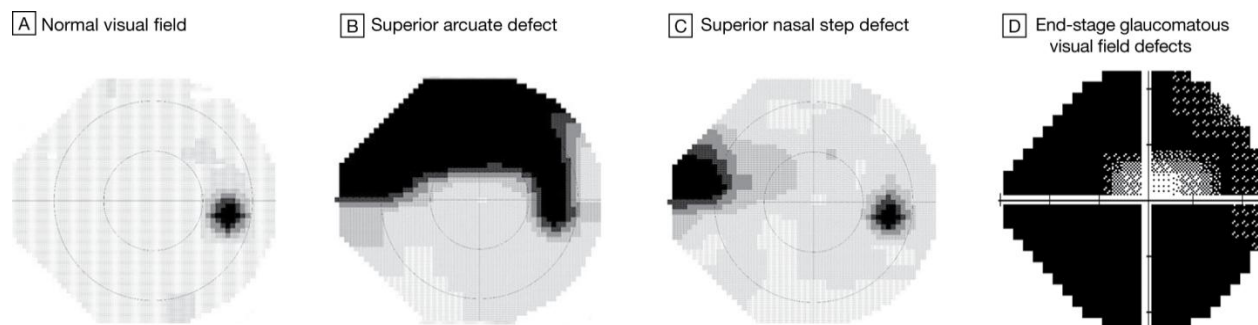 A Normal visual field
B Superior arcuate defect
C Superior nasal step defect
D End-stage glaucomatous
visual field defects